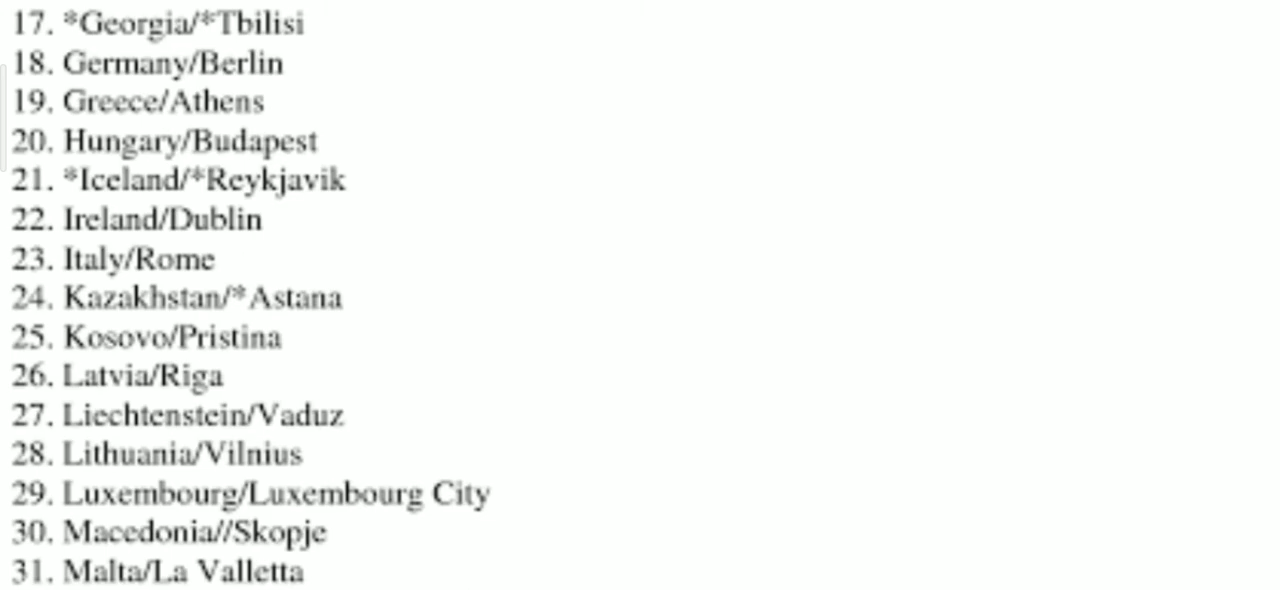 17. *Georgia/*Tbilisi
18. Germany/Berlin
19. Greece/Athens
20. Hungary/Budapest
21. *Iceland/*Reykjavik
22. Ireland/Dublin
23. Italy/Rome
24. Kazakhstan/*Astana
25. Kosovo/Pristina
26. Latvia/Riga
27. Liechtenstein/Vaduz
28. Lithuania/Vilnius
29. Luxembourg/Luxembourg City
30. Macedonia//Skopje
31. Malta/La Valletta